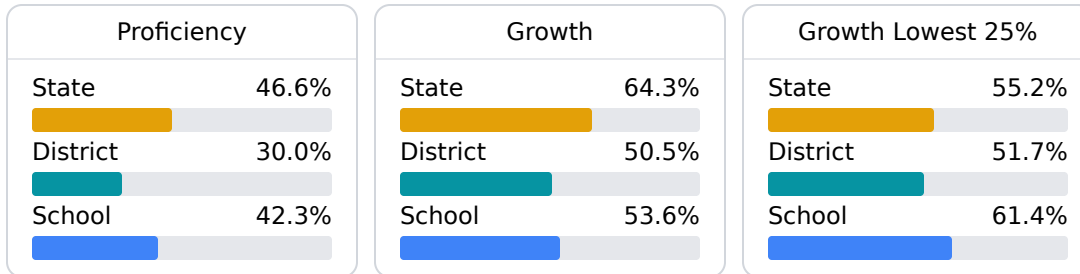 Proficiency
State 46.6%
District 30.0%
School 42.3%
Growth
State 64.3%
District 50.5%
School 53.6%
Growth Lowest 25%
State 55.2%
District 51.7%
School 61.4%